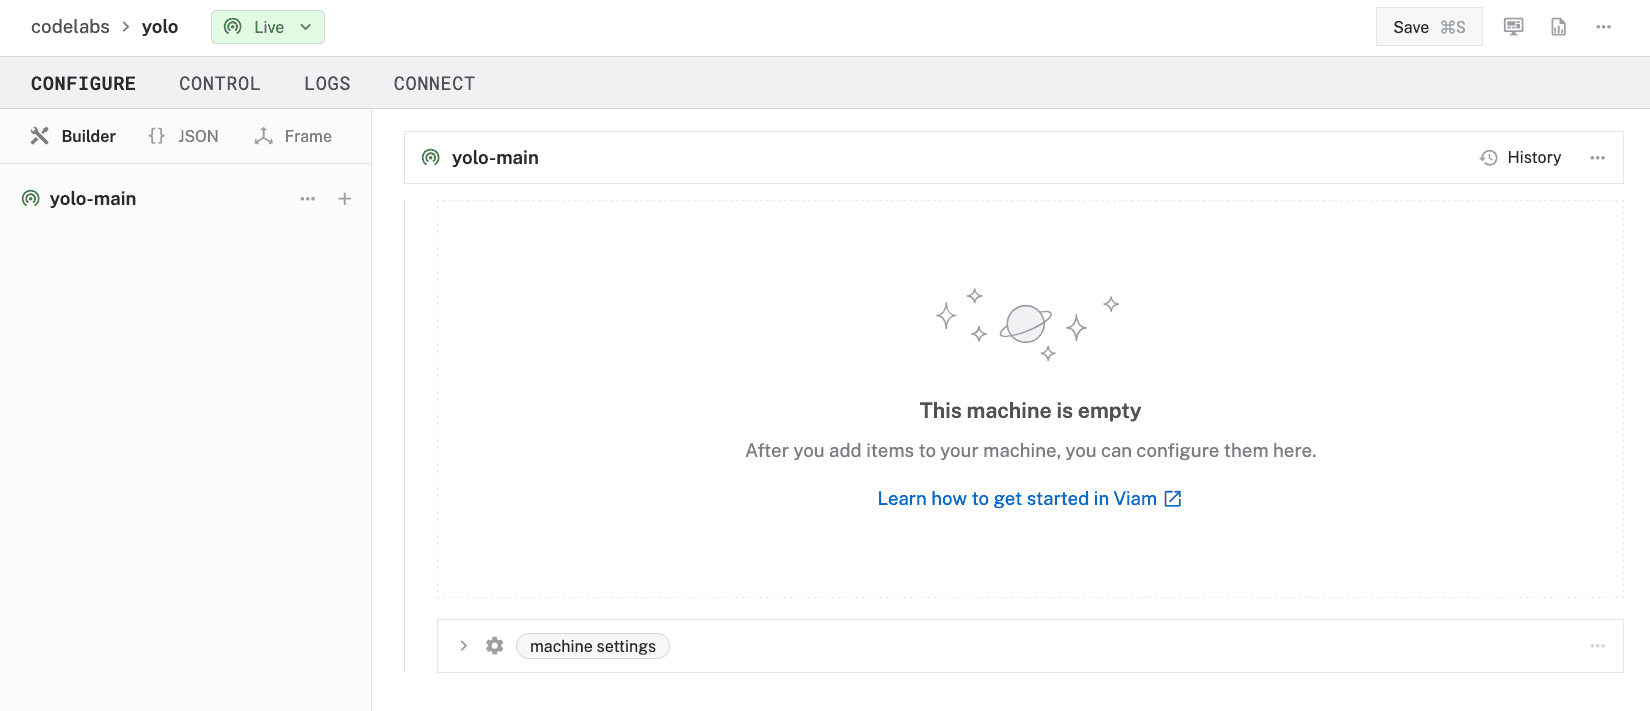 codelabs > yolo Live Save ⌘S
CONFIGURE CONTROL LOGS CONNECT
Builder {} JSON Frame
yolo-main
yolo-main History
This machine is empty
After you add items to your machine, you can configure them here.
Learn how to get started in Viam
machine settings